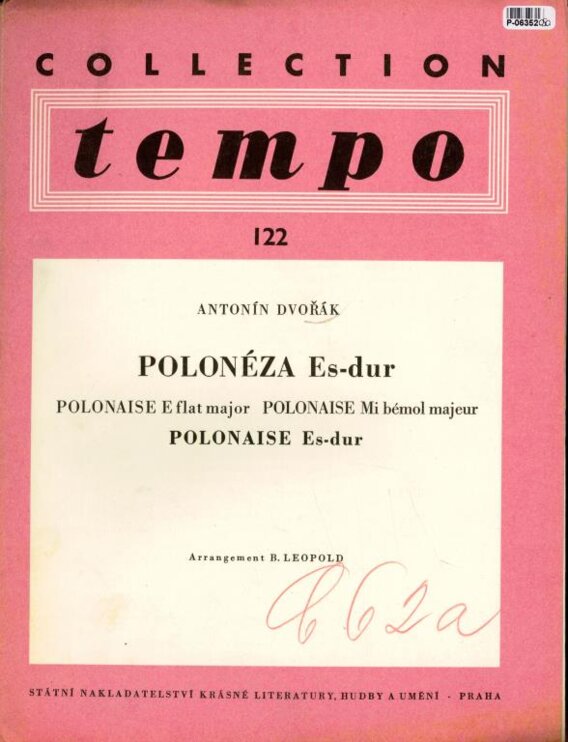 P-06352
COLLECTION
tempo
122
ANTONÍN DVOŘÁK
POLONÉZA Es-dur
POLONAISE E flat major POLONAISE Mi bémol majeur
POLONAISE Es-dur
Arrangement B. LEOPOLD
62a
STÁTNÍ NAKLADATELSTVÍ KRÁSNÉ LITERATURY, HUDBY A UMĚNÍ - PRAHA